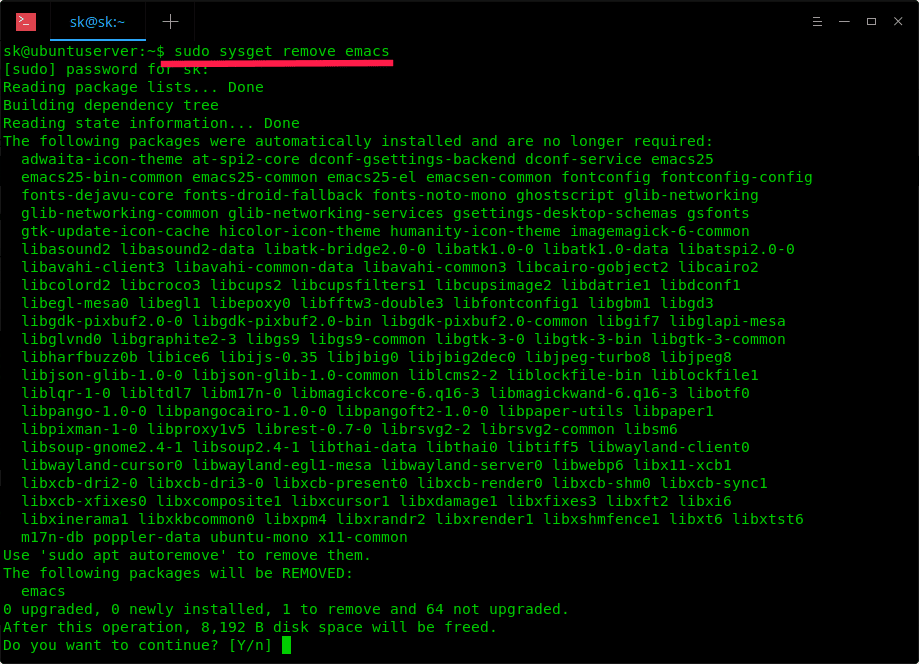 sk@sk:~
sk@ubuntuserver:~$ sudo sysget remove emacs
[sudo] password for sk:
Reading package lists... Done
Building dependency tree
Reading state information... Done
The following packages were automatically installed and are no longer required:
  adwaita-icon-theme at-spi2-core dconf-gsettings-backend dconf-service emacs25
  emacs25-bin-common emacs25-common emacs25-el emacsen-common fontconfig fontconfig-config
  fonts-dejavu-core fonts-droid-fallback fonts-noto-mono ghostscript glib-networking
  glib-networking-common glib-networking-services gsettings-desktop-schemas gsfonts
  gtk-update-icon-cache hicolor-icon-theme humanity-icon-theme imagemagick-6-common
  libasound2 libasound2-data libatk-bridge2.0-0 libatk1.0-0 libatk1.0-data libatspi2.0-0
  libavahi-client3 libavahi-common-data libavahi-common3 libcairo-gobject2 libcairo2
  libcolord2 libcroco3 libcups2 libcupsfilters1 libcupsimage2 libdatrie1 libdconf1
  libegl-mesa0 libegl1 libepoxy0 libfftw3-double3 libfontconfig1 libgbm1 libgd3
  libgdk-pixbuf2.0-0 libgdk-pixbuf2.0-bin libgdk-pixbuf2.0-common libgif7 libglapi-mesa
  libglvnd0 libgraphite2-3 libgs9 libgs9-common libgtk-3-0 libgtk-3-bin libgtk-3-common
  libharfbuzz0b libice6 libijs-0.35 libjbig0 libjbig2dec0 libjpeg-turbo8 libjpeg8
  libjson-glib-1.0-0 libjson-glib-1.0-common liblcms2-2 liblockfile-bin liblockfile1
  liblqr-1-0 libltdl7 libm17n-0 libmagickcore-6.q16-3 libmagickwand-6.q16-3 libotf0
  libpango-1.0-0 libpangocairo-1.0-0 libpangoft2-1.0-0 libpaper-utils libpaper1
  libpixman-1-0 libproxy1v5 librest-0.7-0 librsvg2-2 librsvg2-common libsm6
  libsoup-gnome2.4-1 libsoup2.4-1 libthai-data libthai0 libtiff5 libwayland-client0
  libwayland-cursor0 libwayland-egl1-mesa libwayland-server0 libwebp6 libx11-xcb1
  libxcb-dri2-0 libxcb-dri3-0 libxcb-present0 libxcb-render0 libxcb-shm0 libxcb-sync1
  libxcb-xfixes0 libxcomposite1 libxcursor1 libxdamage1 libxfixes3 libxft2 libxi6
  libxinerama1 libxkbcommon0 libxpm4 libxrandr2 libxrender1 libxshmfence1 libxt6 libxtst6
  m17n-db poppler-data ubuntu-mono x11-common
Use 'sudo apt autoremove' to remove them.
The following packages will be REMOVED:
  emacs
0 upgraded, 0 newly installed, 1 to remove and 64 not upgraded.
After this operation, 8,192 B disk space will be freed.
Do you want to continue? [Y/n]